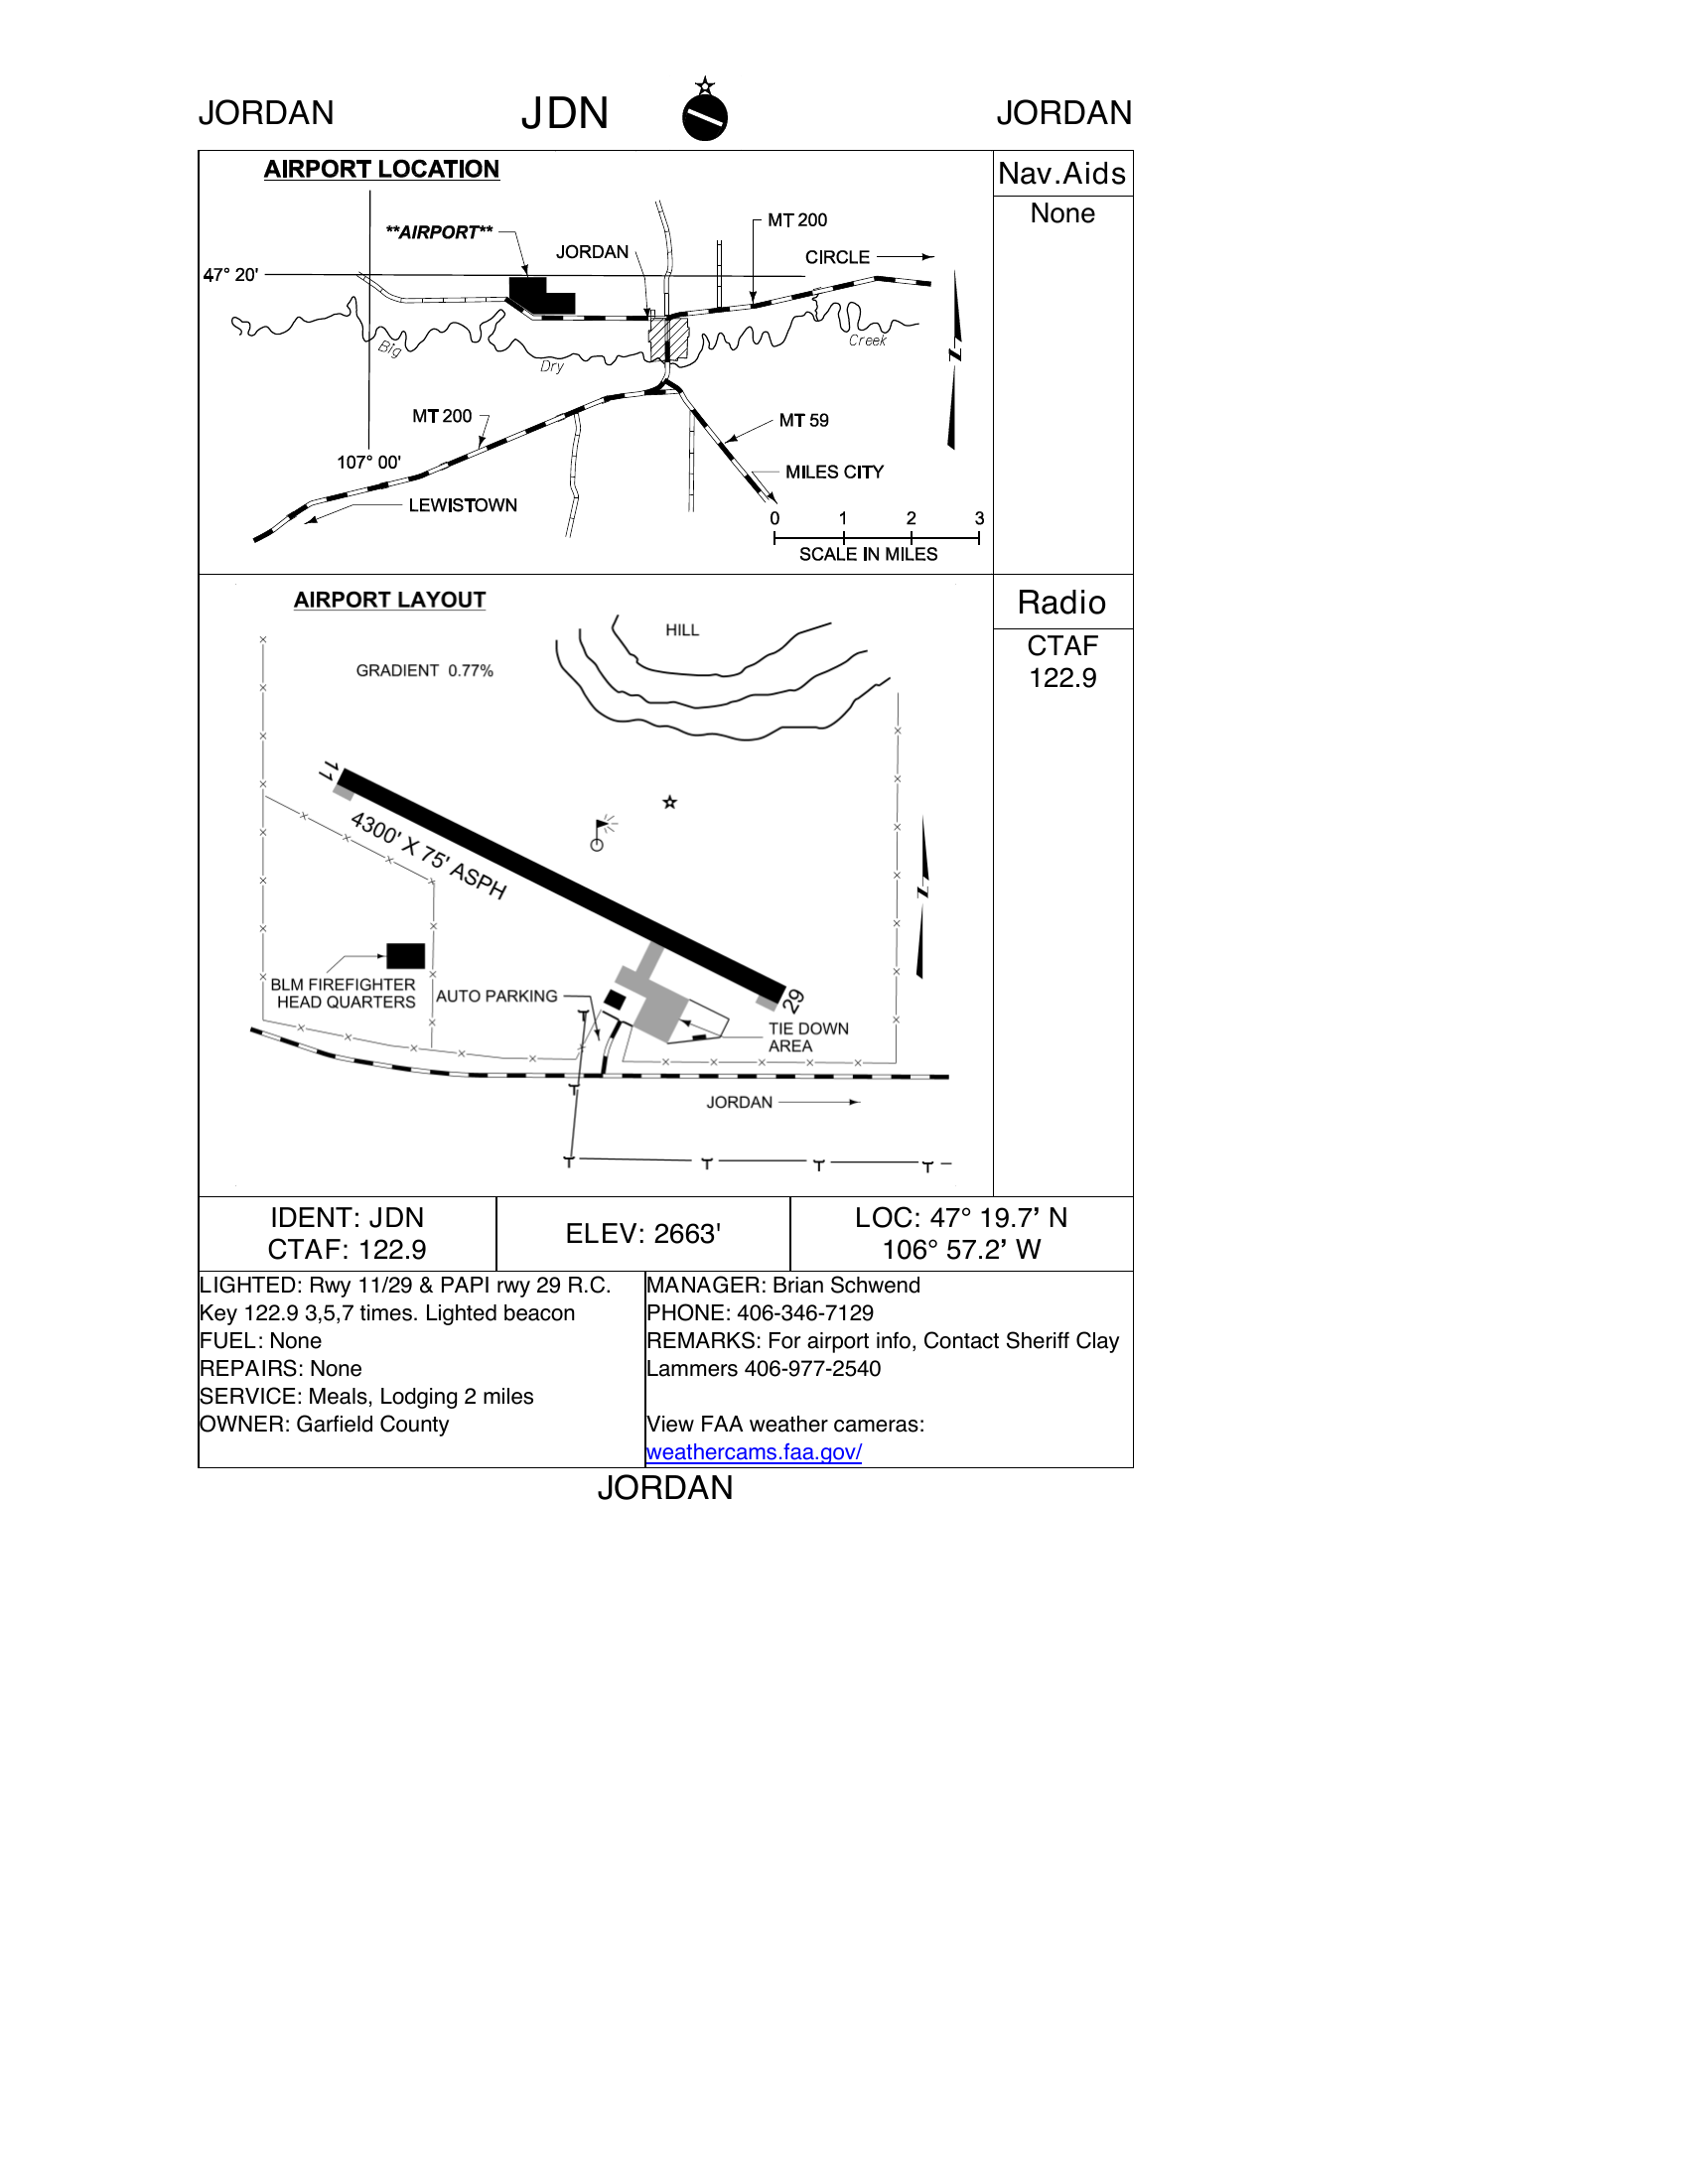 JORDAN JDN JORDAN
AIRPORT LOCATION
Nav.Aids
None
**AIRPORT**
MT 200
JORDAN
CIRCLE
47° 20'
N
Big
Dry
Creek
MT 200
MT 59
107° 00'
MILES CITY
LEWISTOWN
0 1 2 3
SCALE IN MILES
AIRPORT LAYOUT
Radio
CTAF
122.9
HILL
GRADIENT 0.77%
11
4300' X 75' ASPH
N
BLM FIREFIGHTER
HEAD QUARTERS
AUTO PARKING
29
TIE DOWN
AREA
JORDAN
IDENT: JDN
CTAF: 122.9
ELEV: 2663'
LOC: 47° 19.7’ N
106° 57.2’ W
LIGHTED: Rwy 11/29 & PAPI rwy 29 R.C.
Key 122.9 3,5,7 times. Lighted beacon
FUEL: None
REPAIRS: None
SERVICE: Meals, Lodging 2 miles
OWNER: Garfield County
MANAGER: Brian Schwend
PHONE: 406-346-7129
REMARKS: For airport info, Contact Sheriff Clay
Lammers 406-977-2540
View FAA weather cameras:
weathercams.faa.gov/
JORDAN